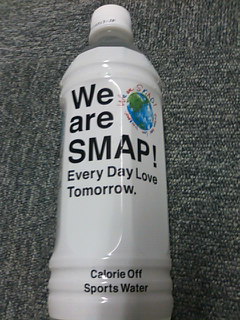 We
are
SMAP!
Every Day Love
Tomorrow.
Calorie Off
Sports Water